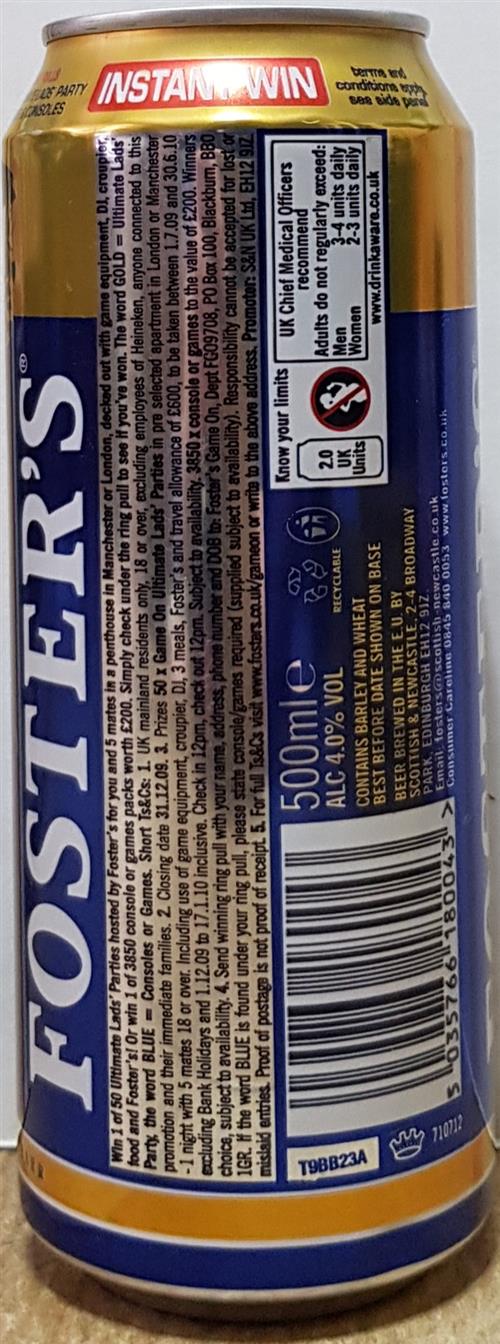 PARTY
CONSOLES
INSTANT WIN
terms and
conditions apply.
see side panel
FOSTER'S®
Win 1 of 50 Ultimate Lads' Parties hosted by Foster's for you and 5 mates in a penthouse in Manchester or London, decked out with game equipment, DJ, croupier,
food and Foster's! Or win 1 of 3850 console or games packs worth £200. Simply check under the ring pull to see if you've won. The word GOLD = Ultimate Lads'
Party, the word BLUE = Consoles or Games. Short Ts&Cs: 1. UK mainland residents only, 18 or over, excluding employees of Heineken, anyone connected to this
promotion and their immediate families. 2. Closing date 31.12.09. 3. Prizes 50 x Game On Ultimate Lads' Parties in pre selected apartment in London or Manchester
- 1 night with 5 mates 18 or over. Including use of game equipment, croupier, DJ, 3 meals, Foster's and travel allowance of £600, to be taken between 1.7.09 and 30.6.10
excluding Bank Holidays and 1.12.09 to 17.1.10 inclusive. Check in 12pm, check out 12pm. Subject to availability. 3850 x console or games to the value of £200. Winners
choice, subject to availability. 4. Send winning ring pull with your name, address, phone number and DOB to: Foster's Game On, Dept FG09708, PO Box 100, Blackburn, BB0
1GR. If the word BLUE is found under your ring pull, please state console/games required (supplied subject to availability). Responsibility cannot be accepted for lost or
mislaid entries. Proof of postage is not proof of receipt. 5. For full Ts&Cs visit www.fosters.co.uk/gameon or write to the above address. Promoter: S&N UK Ltd, EH12 9JZ.
Know your limits
2.0
UK
Units
UK Chief Medical Officers
recommend
Adults do not regularly exceed:
Men 3-4 units daily
Women 2-3 units daily
www.drinkaware.co.uk
RECYCLABLE
500ml e
ALC 4.0% VOL
CONTAINS BARLEY AND WHEAT
BEST BEFORE DATE SHOWN ON BASE
BEER BREWED IN THE E.U. BY
SCOTTISH & NEWCASTLE, 2-4 BROADWAY
PARK, EDINBURGH EH12 9JZ.
Email: fosters@scottish-newcastle.co.uk
Consumer Careline 0845 840 0053 www.fosters.co.uk
5 035766 180043 >
T9BB23A
710712